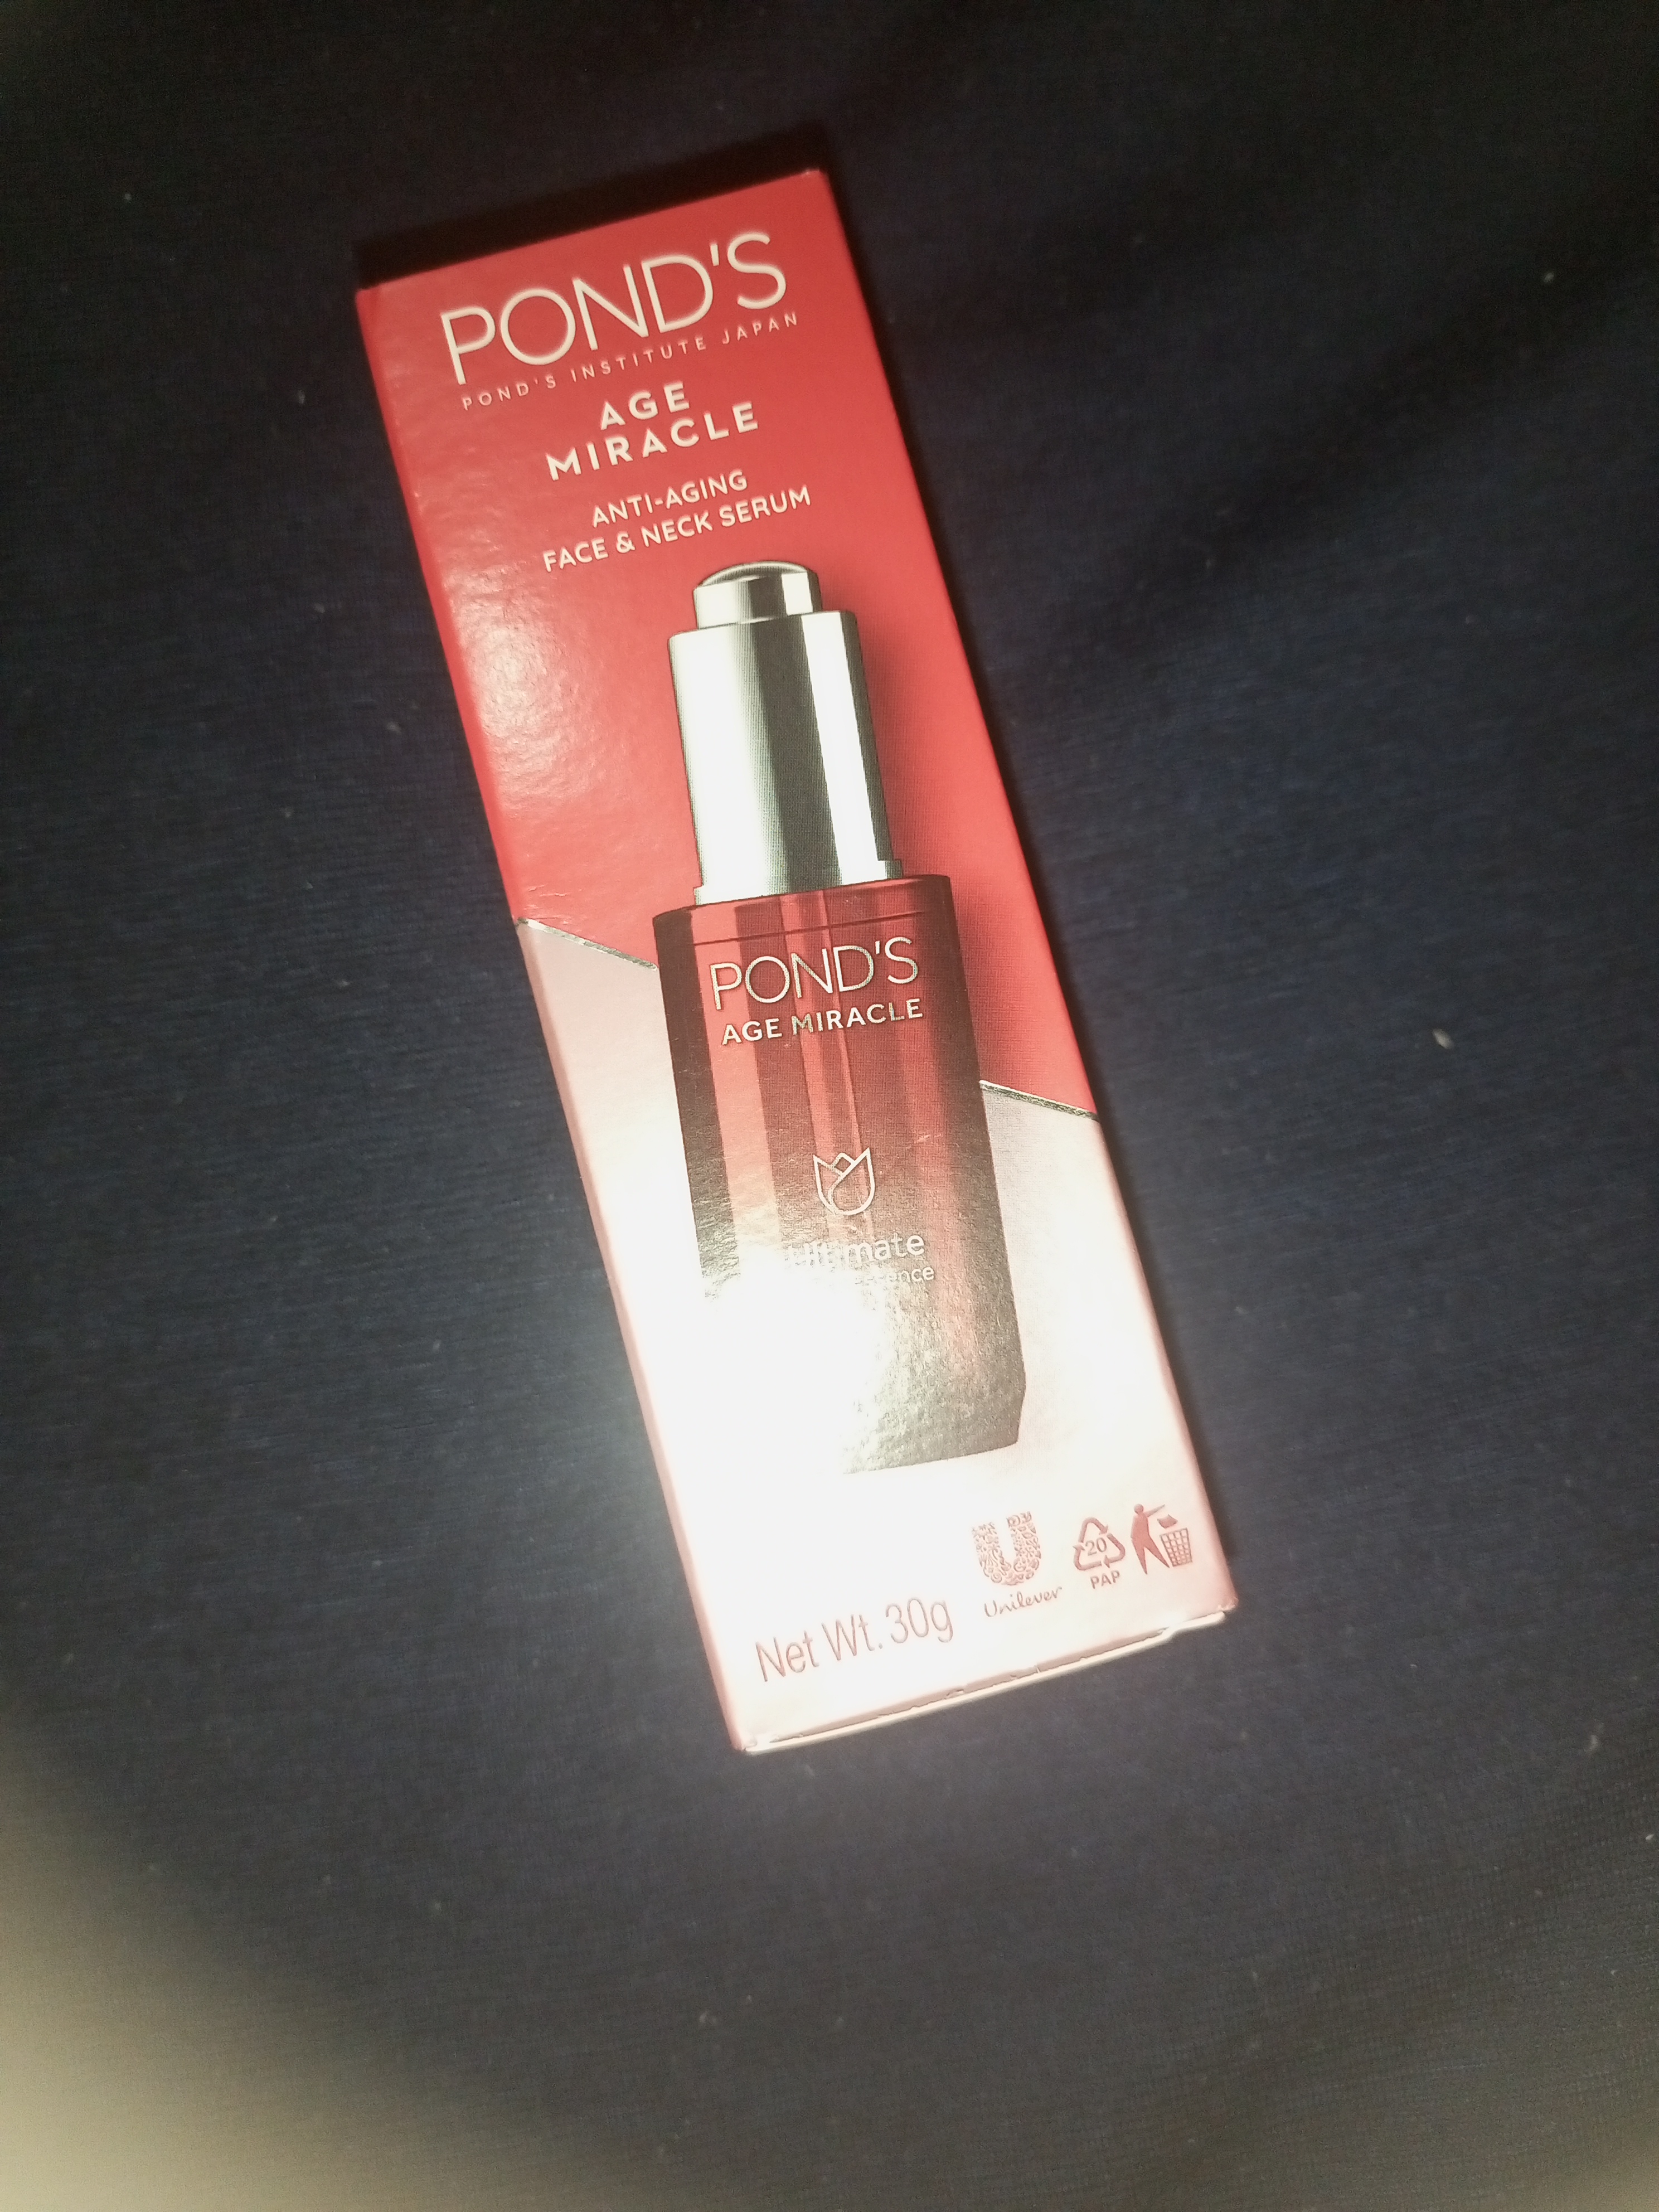 POND'S
POND'S INSTITUTE JAPAN
AGE
MIRACLE
ANTI-AGING
FACE & NECK SERUM
POND'S
AGE MIRACLE
Ultimate
Net Wt. 30g
Unilever
20
PAP